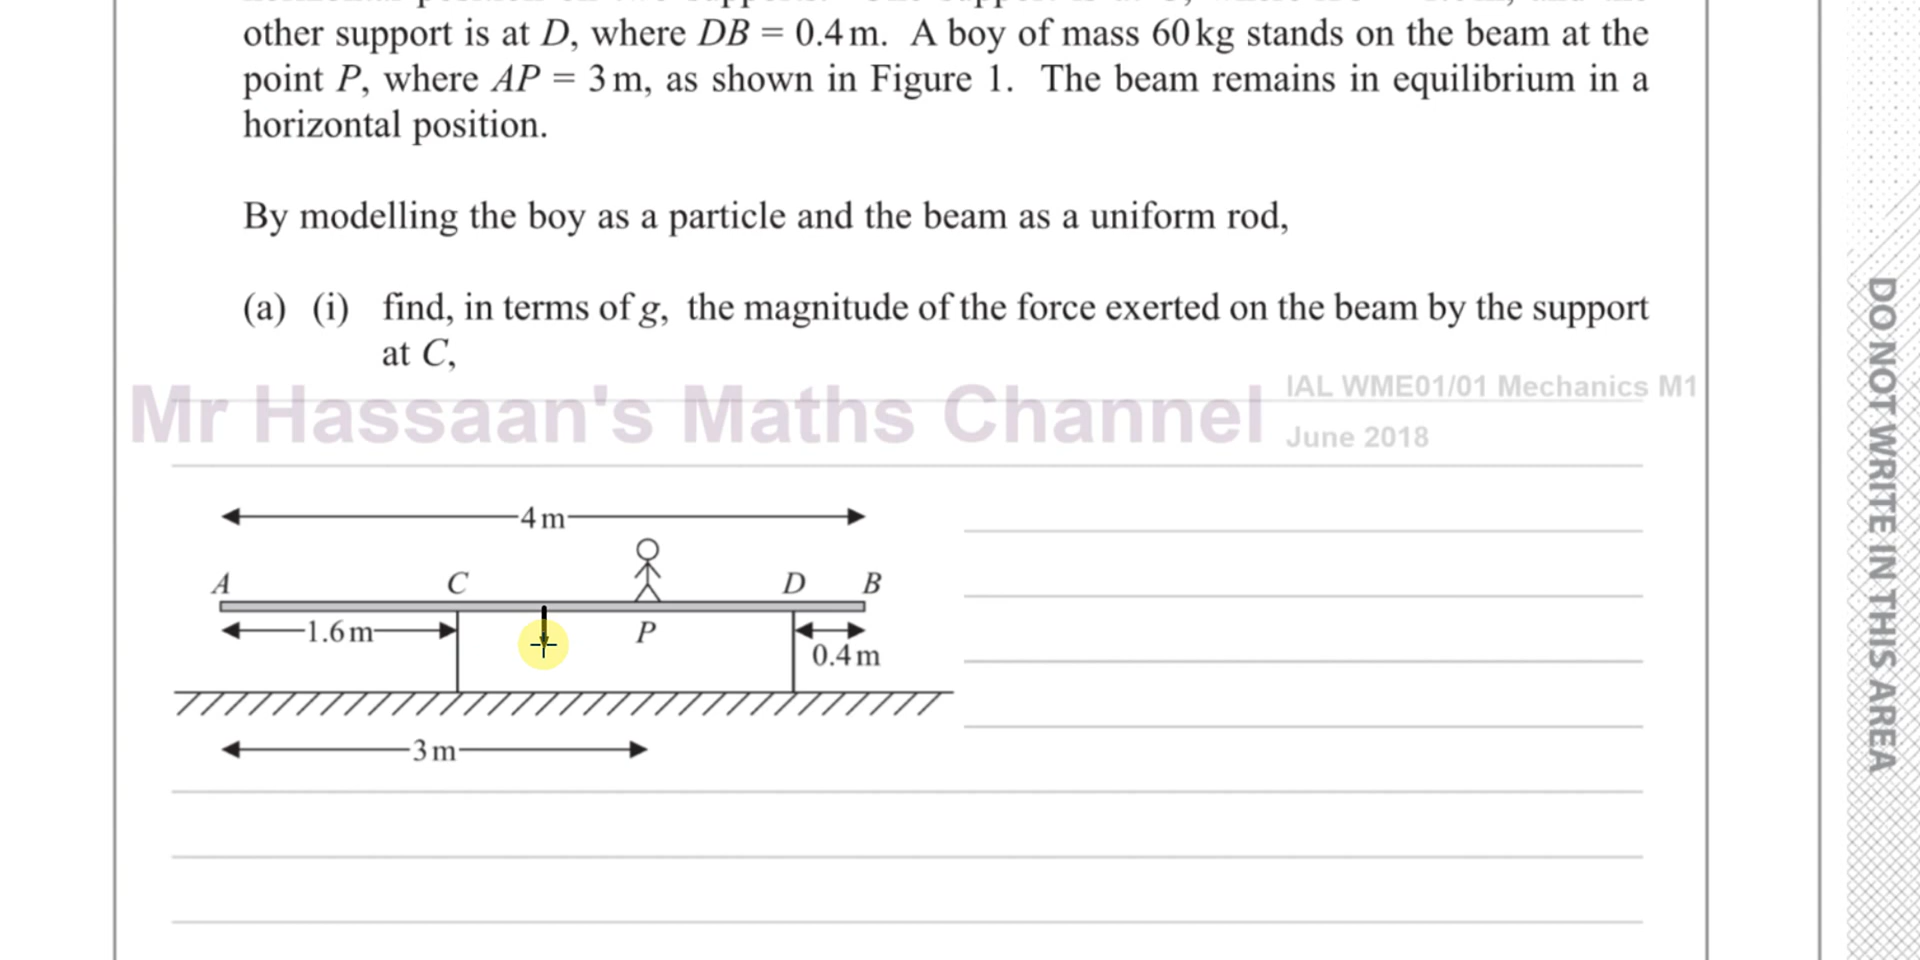 other support is at D, where DB = 0.4 m. A boy of mass 60 kg stands on the beam at the
point P, where AP = 3 m, as shown in Figure 1. The beam remains in equilibrium in a
horizontal position.
By modelling the boy as a particle and the beam as a uniform rod,
(a) (i) find, in terms of g, the magnitude of the force exerted on the beam by the support
at C,
Mr Hassaan's Maths Channel
IAL WME01/01 Mechanics M1
June 2018
4 m
A C D B
1.6 m P
0.4 m
3 m
DO NOT WRITE IN THIS AREA